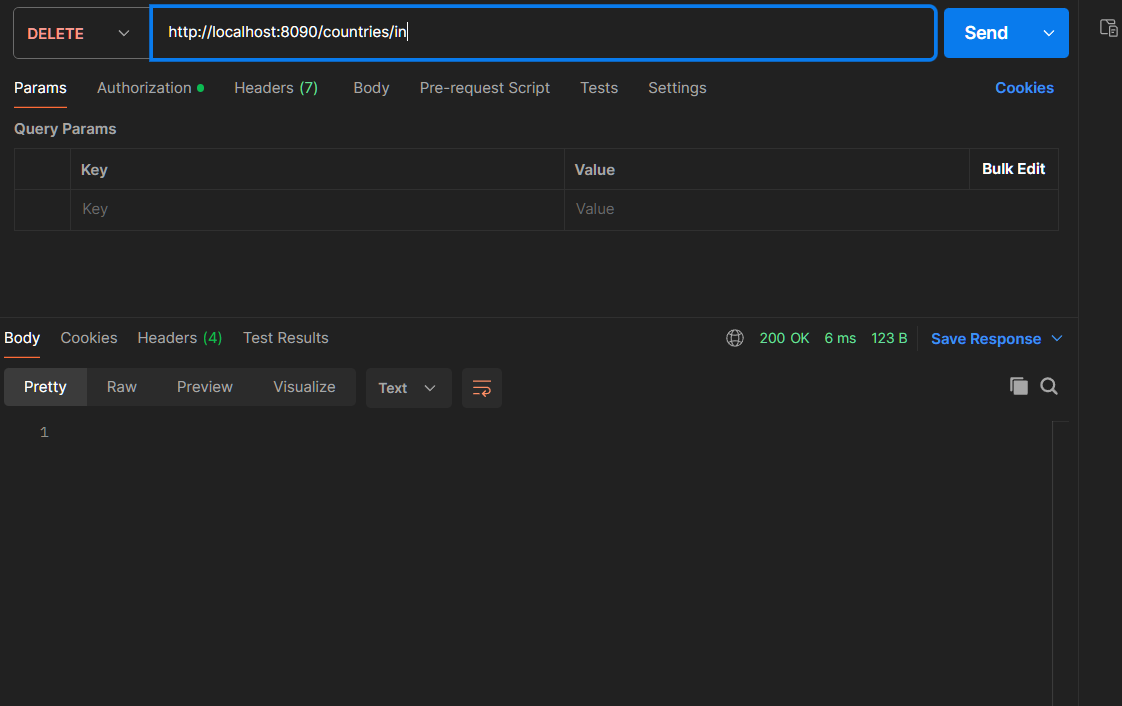 DELETE http://localhost:8090/countries/in Send
Params Authorization Headers (7) Body Pre-request Script Tests Settings Cookies
Query Params
Key Value Bulk Edit
Key Value
Body Cookies Headers (4) Test Results 200 OK 6 ms 123 B Save Response
Pretty Raw Preview Visualize Text
1